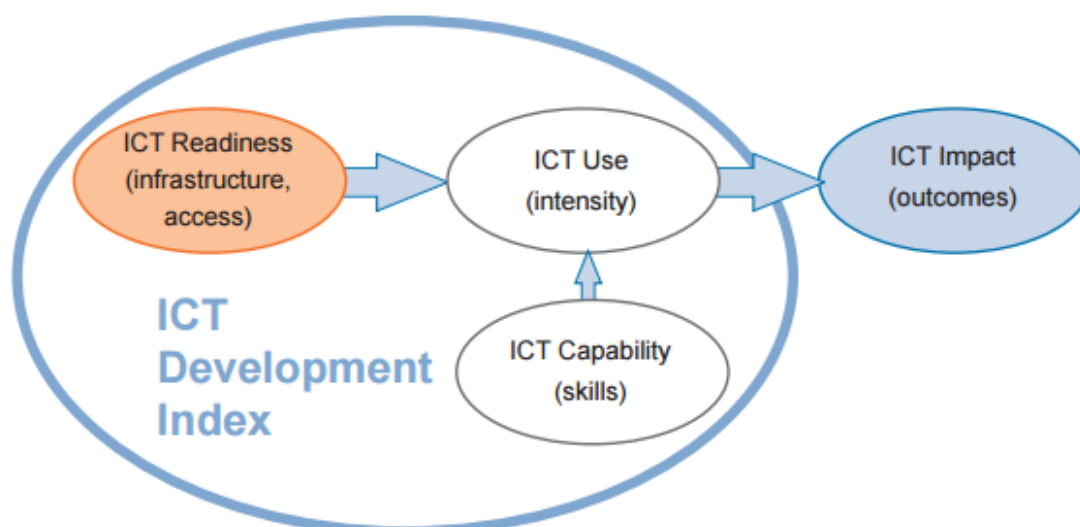 ICT Readiness
(infrastructure,
access)
ICT Use
(intensity)
ICT Impact
(outcomes)
ICT
Development
Index
ICT Capability
(skills)